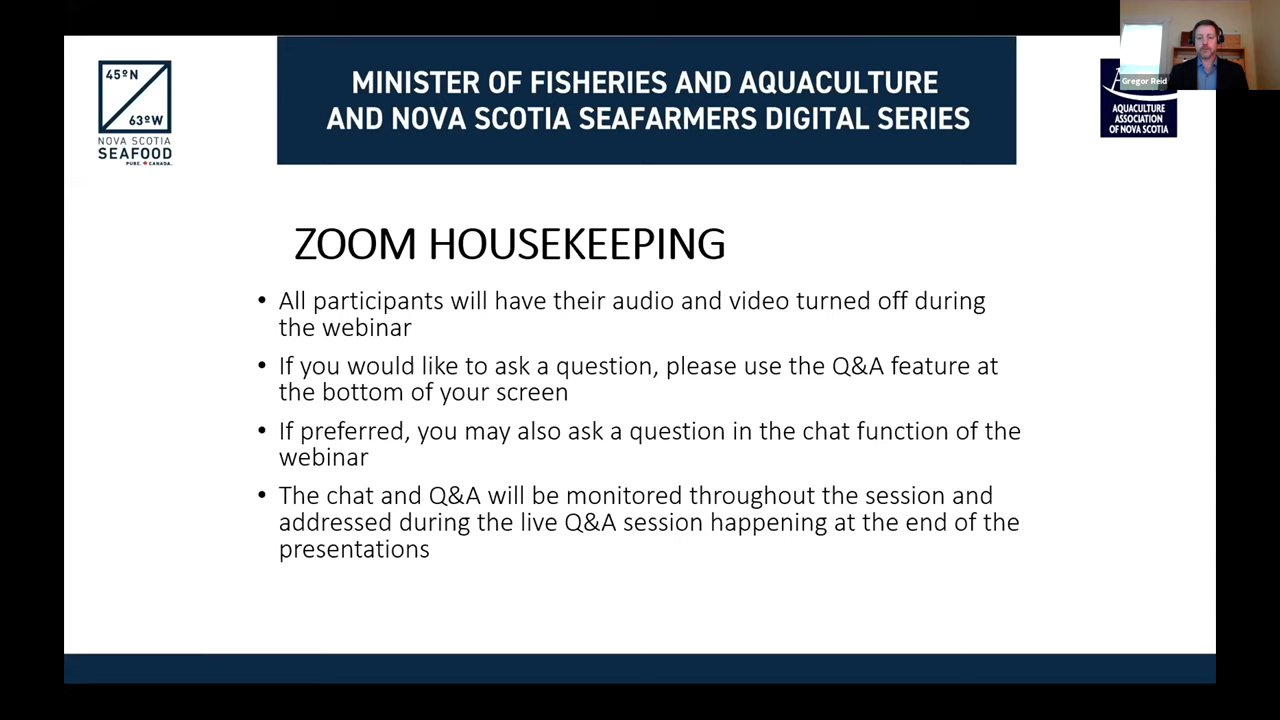 45ºN
63ºW
NOVA SCOTIA
SEAFOOD
PURE. CANADA.
MINISTER OF FISHERIES AND AQUACULTURE
AND NOVA SCOTIA SEAFARMERS DIGITAL SERIES
Gregor Reid
AQUACULTURE
ASSOCIATION
OF NOVA SCOTIA
ZOOM HOUSEKEEPING
• All participants will have their audio and video turned off during
the webinar
• If you would like to ask a question, please use the Q&A feature at
the bottom of your screen
• If preferred, you may also ask a question in the chat function of the
webinar
• The chat and Q&A will be monitored throughout the session and
addressed during the live Q&A session happening at the end of the
presentations